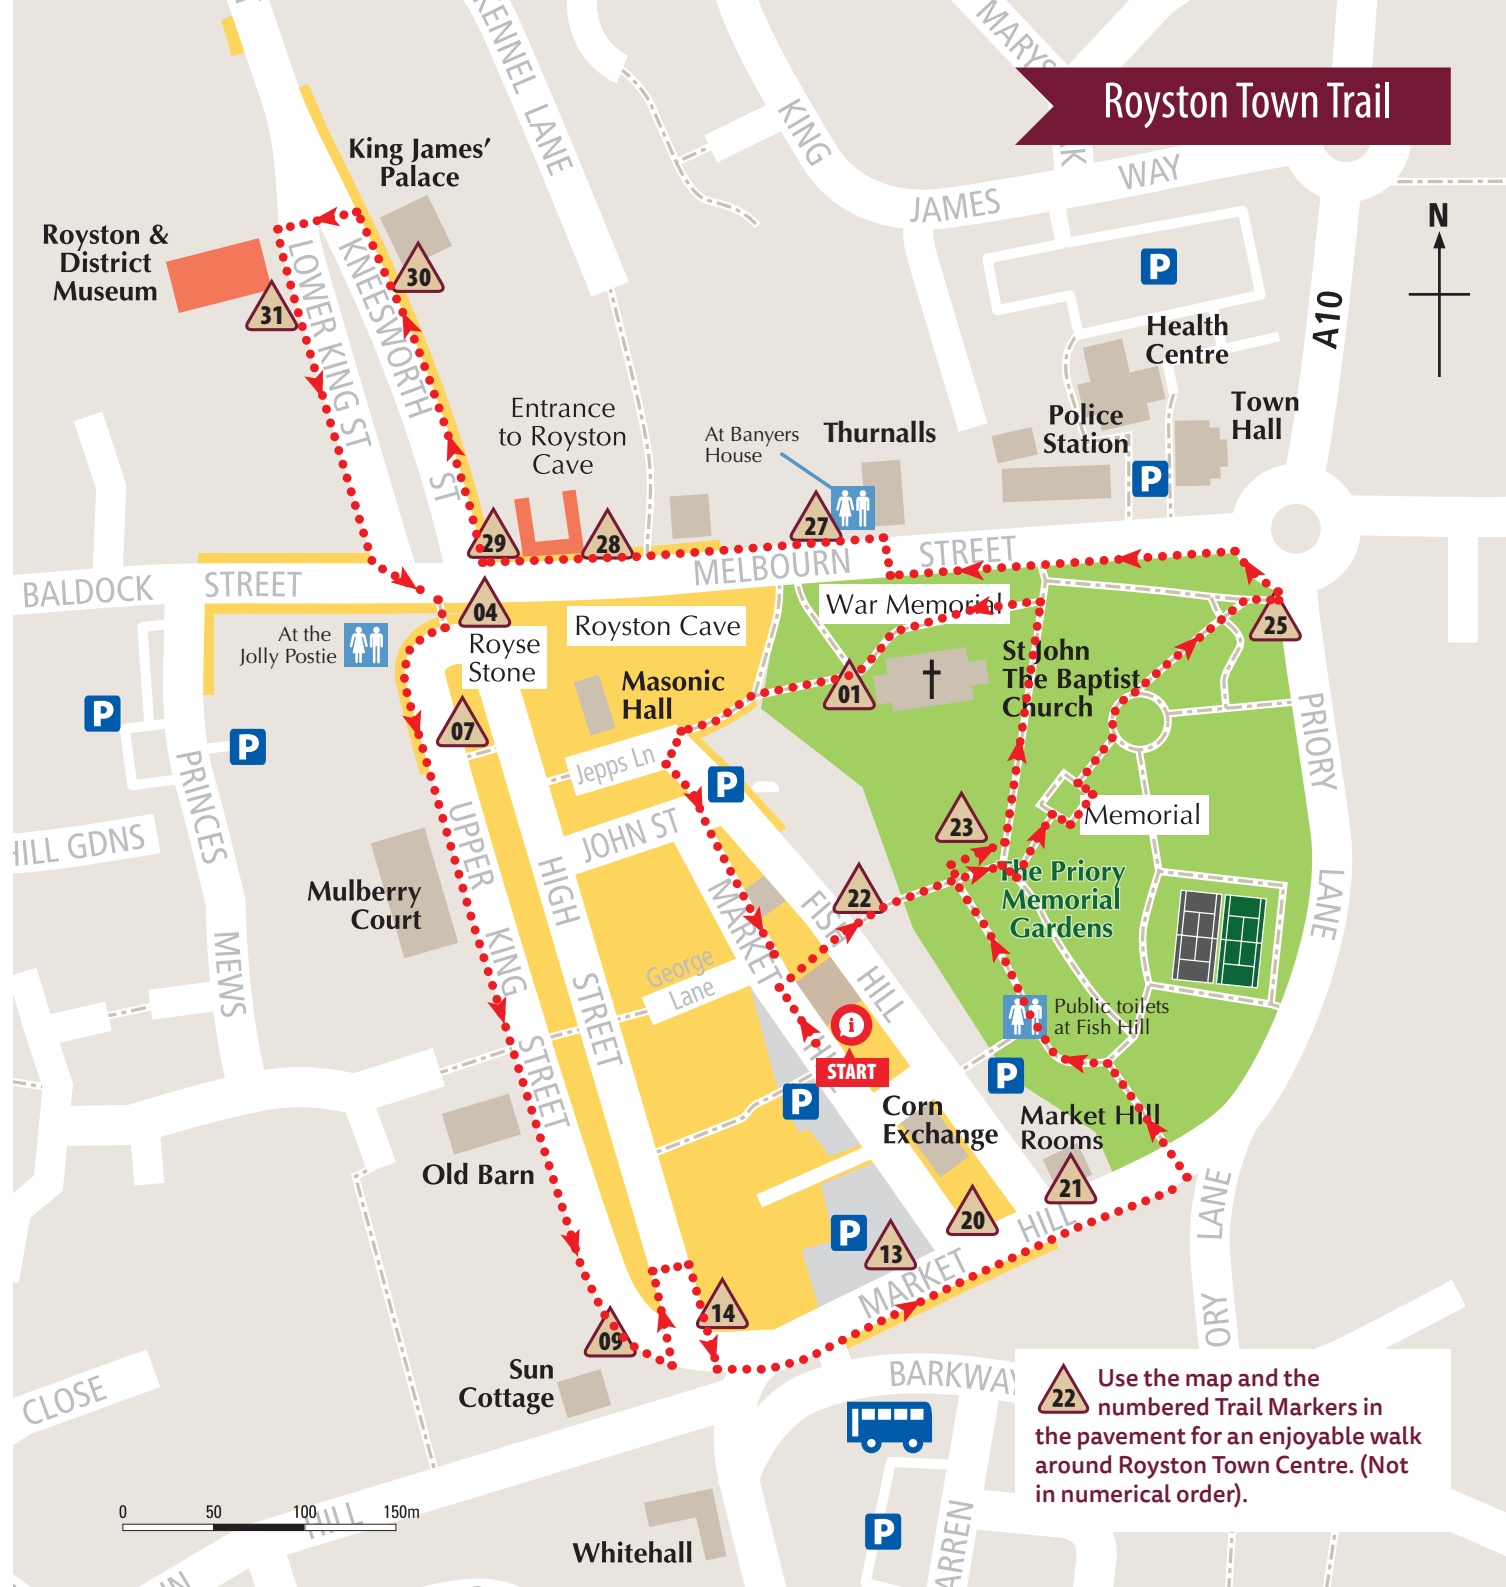 Royston Town Trail
KENNEL LANE
MARYS
K
KING
JAMES
WAY
King James'
Palace
N
Royston &
District
Museum
30
31
LOWER KING ST
KNEESWORTH
ST
P
A10
Health
Centre
Entrance
to Royston
Cave
At Banyers
House
Thurnalls
Police
Station
Town
Hall
P
29
28
27
MELBOURN
STREET
BALDOCK
STREET
04
Royston Cave
War Memorial
25
At the
Jolly Postie
Royse
Stone
Masonic
Hall
St John
The Baptist
Church
01
P
07
P
Jepps Ln
P
PRIORY
LANE
PRINCES
MEWS
HILL GDNS
UPPER
KING
STREET
HIGH
STREET
JOHN ST
Memorial
23
Mulberry
Court
MARKET
HILL
FISH
HILL
22
The Priory
Memorial
Gardens
George
Lane
i
START
Public toilets
at Fish Hill
P
P
Corn
Exchange
Market Hill
Rooms
Old Barn
21
20
P
13
MARKET
HILL
LANE
ORY
14
09
Sun
Cottage
CLOSE
BARKWAY
22
Use the map and the
numbered Trail Markers in
the pavement for an enjoyable walk
around Royston Town Centre. (Not
in numerical order).
0 50 100 150m
HILL
Whitehall
P
ARREN